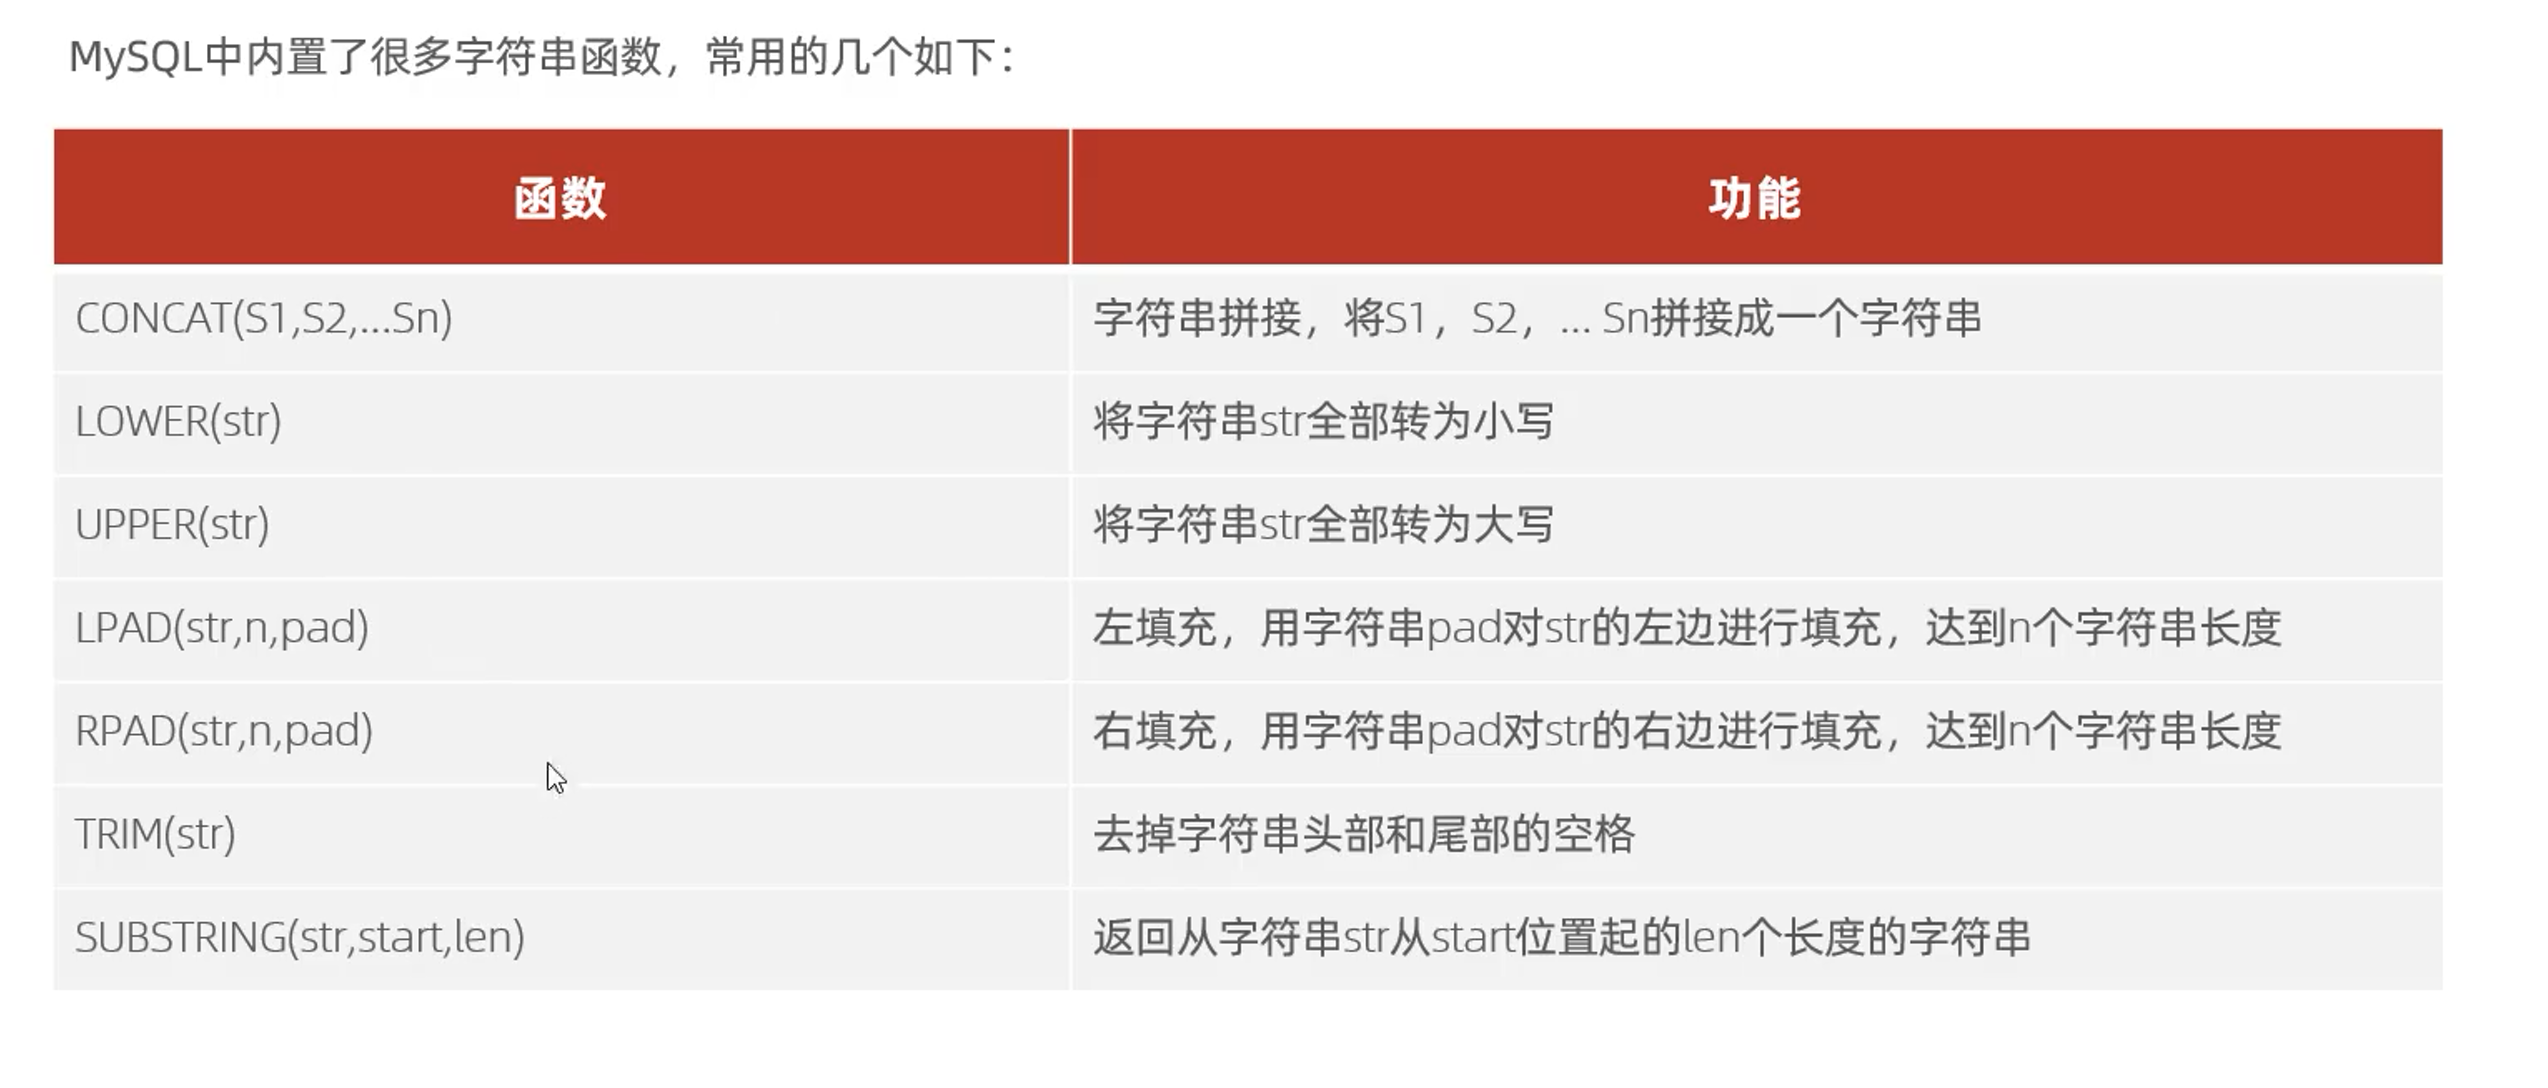 MySQL中内置了很多字符串函数，常用的几个如下：
函数 功能
CONCAT(S1,S2,...Sn) 字符串拼接，将S1，S2，... Sn拼接成一个字符串
LOWER(str) 将字符串str全部转为小写
UPPER(str) 将字符串str全部转为大写
LPAD(str,n,pad) 左填充，用字符串pad对str的左边进行填充，达到n个字符串长度
RPAD(str,n,pad) 右填充，用字符串pad对str的右边进行填充，达到n个字符串长度
TRIM(str) 去掉字符串头部和尾部的空格
SUBSTRING(str,start,len) 返回从字符串str从start位置起的len个长度的字符串